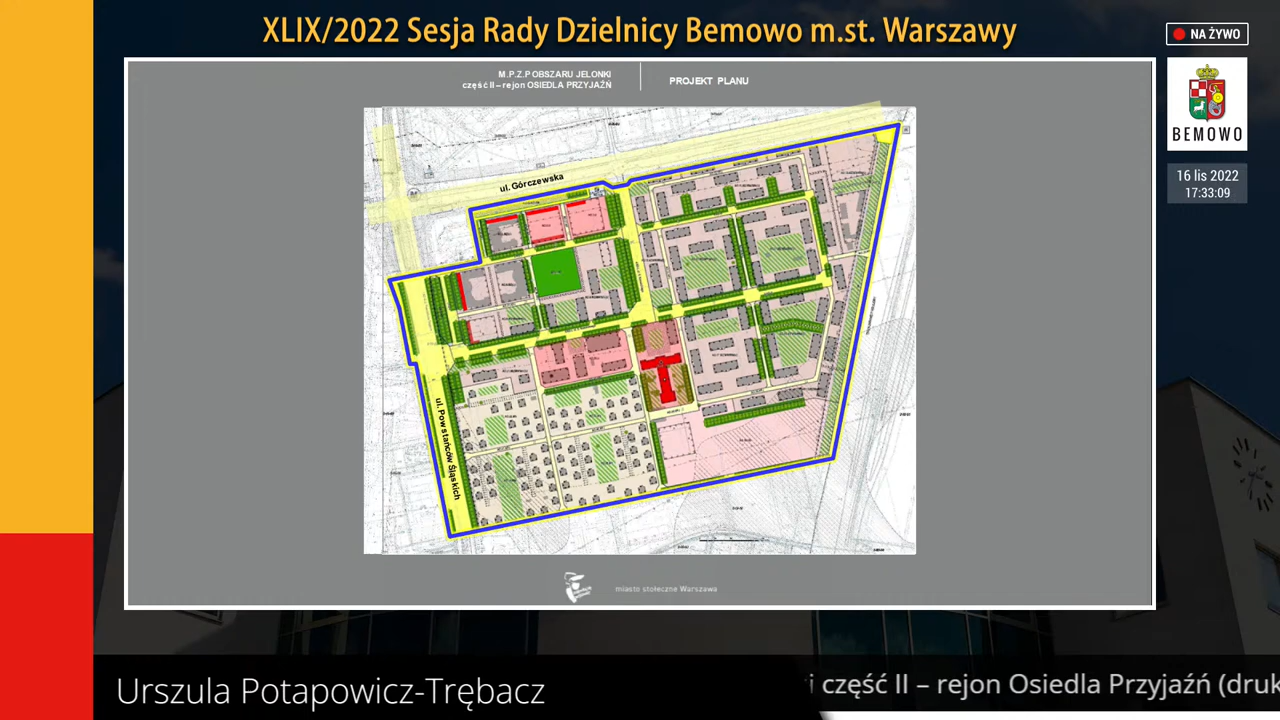 XLIX/2022 Sesja Rady Dzielnicy Bemowo m.st. Warszawy
NA ŻYWO
M.P.Z.P OBSZARU JELONKI
część II – rejon OSIEDLA PRZYJAŹŃ
PROJEKT PLANU
BEMOWO
16 lis 2022
17:33:09
ul. Górczewska
ul. Powstańców Śląskich
miasto stołeczne Warszawa
Urszula Potapowicz-Trębacz
i część II – rejon Osiedla Przyjaźń (druk